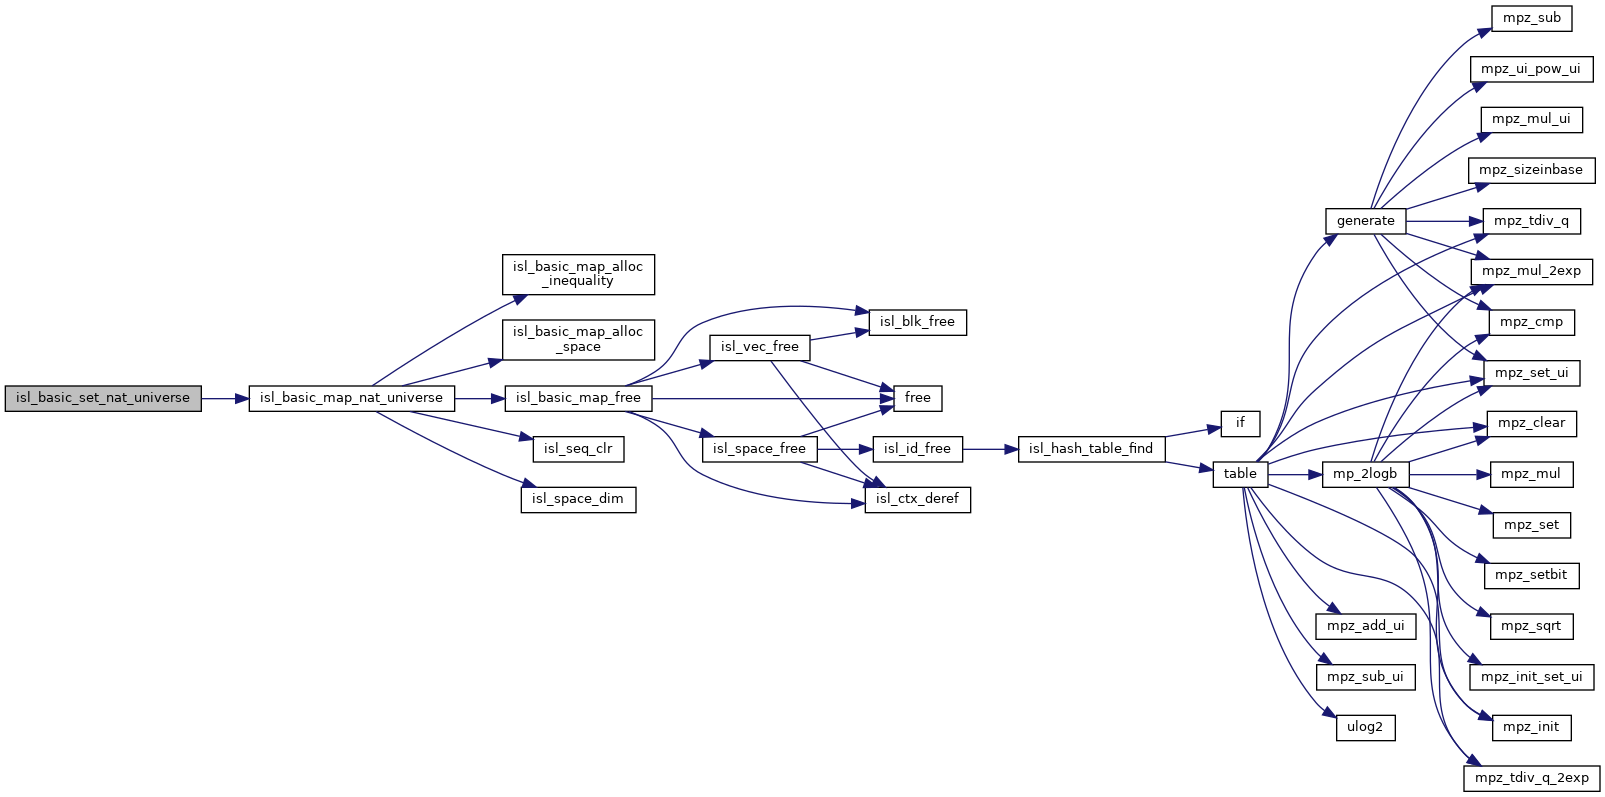 isl_basic_set_nat_universe
isl_basic_map_nat_universe
isl_basic_map_alloc
_inequality
isl_basic_map_alloc
_space
isl_basic_map_free
isl_seq_clr
isl_space_dim
isl_vec_free
isl_space_free
isl_blk_free
free
isl_id_free
isl_ctx_deref
isl_hash_table_find
if
table
generate
mp_2logb
mpz_add_ui
mpz_sub_ui
ulog2
mpz_sub
mpz_ui_pow_ui
mpz_mul_ui
mpz_sizeinbase
mpz_tdiv_q
mpz_mul_2exp
mpz_cmp
mpz_set_ui
mpz_clear
mpz_mul
mpz_set
mpz_setbit
mpz_sqrt
mpz_init_set_ui
mpz_init
mpz_tdiv_q_2exp